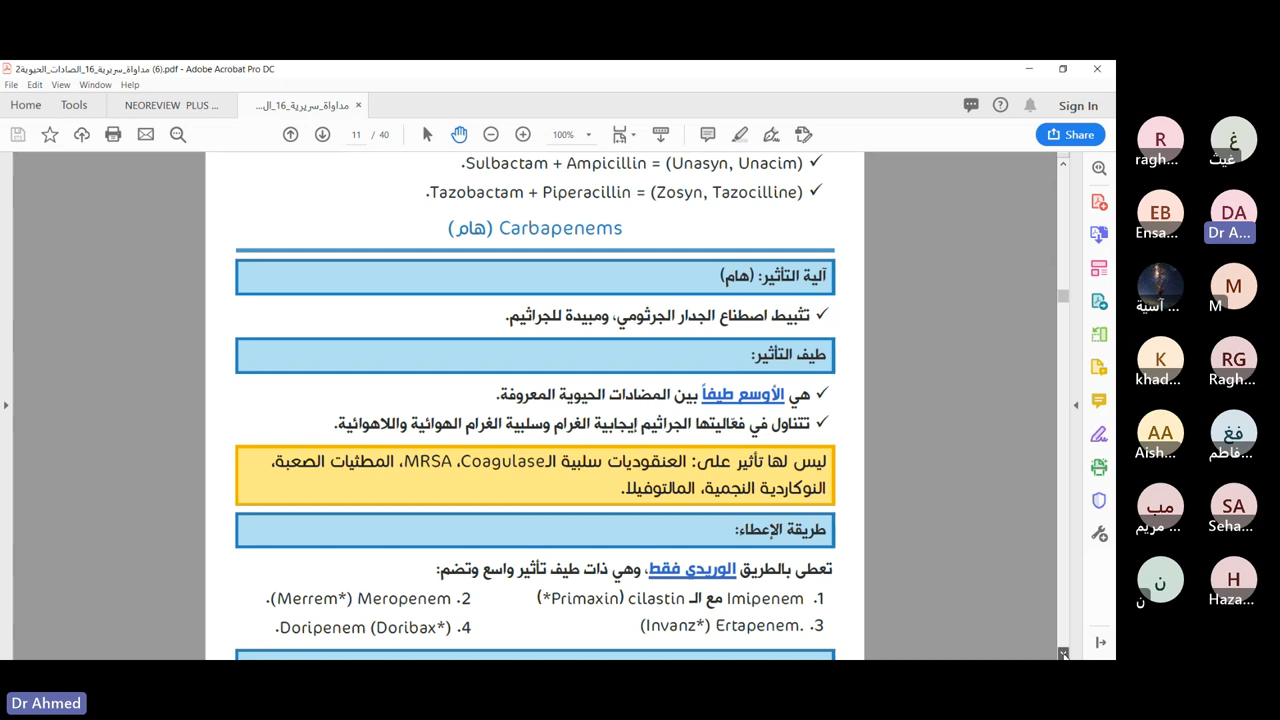 مداواة_سريرية_16_الصادات_الحيوية2 (6).pdf - Adobe Acrobat Pro DC
File Edit View Window Help
Home Tools NEOREVIEW PLUS ... مداواة_سريرية_16_ال... × Sign In
11 / 40 100% Share
✓ Sulbactam + Ampicillin = (Unasyn, Unacim).
✓ Tazobactam + Piperacillin = (Zosyn, Tazocilline).
Carbapenems (هام)
آلية التأثير: (هام)
✓ تثبيط اصطناع الجدار الجرثومي، ومبيدة للجراثيم.
طيف التأثير:
✓ هي الأوسع طيفاً بين المضادات الحيوية المعروفة.
✓ تتناول في فعّاليتها الجراثيم إيجابية الغرام وسلبية الغرام الهوائية واللاهوائية.
ليس لها تأثير على: العنقوديات سلبية الـCoagulase، MRSA، المطثيات الصعبة،
النوكاردية النجمية، المالتوفيلا.
طريقة الإعطاء:
تعطى بالطريق الوريدي فقط، وهي ذات طيف تأثير واسع وتضم:
1. Imipenem مع الـ cilastin (Primaxin*)
2. Meropenem (Merrem*).
3. Ertapenem. (Invanz*)
4. Doripenem (Doribax*).
R ragh...
غ غيث
EB Ensa...
DA Dr A...
آسية ...
M M
K khad...
RG Ragh...
AA Aish...
فغ فاطم...
مب مريم ...
SA Seha...
ن ن
H Haza...
Dr Ahmed